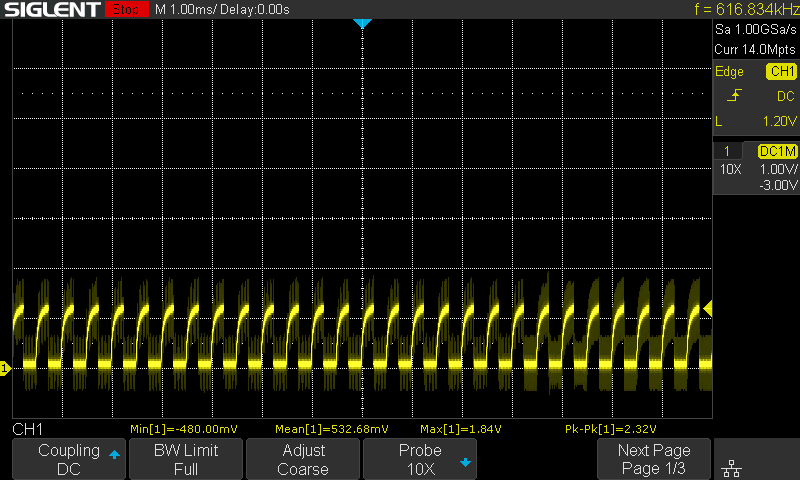 SIGLENT Stop M 1.00ms/ Delay:0.00s f = 616.834kHz
Sa 1.00GSa/s
Curr 14.0Mpts
Edge CH1
DC
L 1.20V
1 DC1M
10X 1.00V/
-3.00V
1
CH1 Min[1]=-480.00mV Mean[1]=532.68mV Max[1]=1.84V Pk-Pk[1]=2.32V
Coupling BW Limit Adjust Probe Next Page
DC Full Coarse 10X Page 1/3